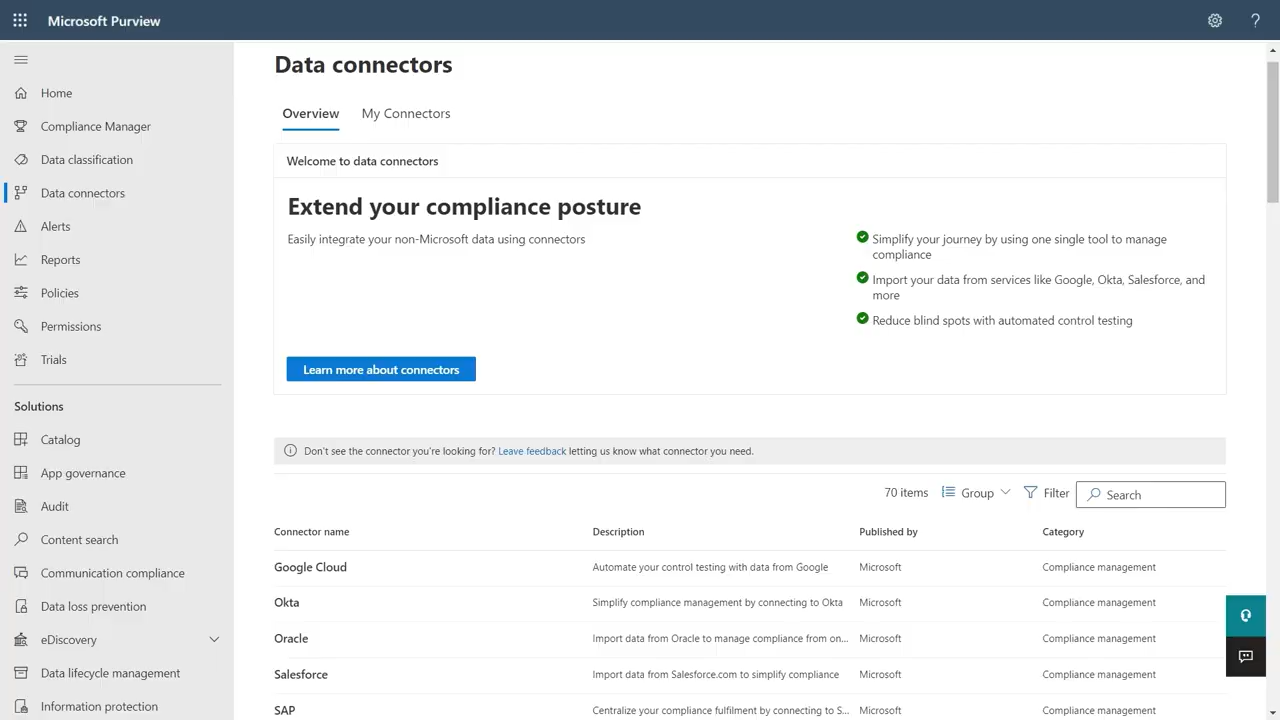 Microsoft Purview
Home
Compliance Manager
Data classification
Data connectors
Alerts
Reports
Policies
Permissions
Trials
Solutions
Catalog
App governance
Audit
Content search
Communication compliance
Data loss prevention
eDiscovery
Data lifecycle management
Information protection
Data connectors
Overview My Connectors
Welcome to data connectors
Extend your compliance posture
Easily integrate your non-Microsoft data using connectors
Simplify your journey by using one single tool to manage
compliance
Import your data from services like Google, Okta, Salesforce, and
more
Reduce blind spots with automated control testing
Learn more about connectors
Don't see the connector you're looking for? Leave feedback letting us know what connector you need.
70 items Group Filter Search
Connector name Description Published by Category
Google Cloud Automate your control testing with data from Google Microsoft Compliance management
Okta Simplify compliance management by connecting to Okta Microsoft Compliance management
Oracle Import data from Oracle to manage compliance from on... Microsoft Compliance management
Salesforce Import data from Salesforce.com to simplify compliance Microsoft Compliance management
SAP Centralize your compliance fulfilment by connecting to S... Microsoft Compliance management